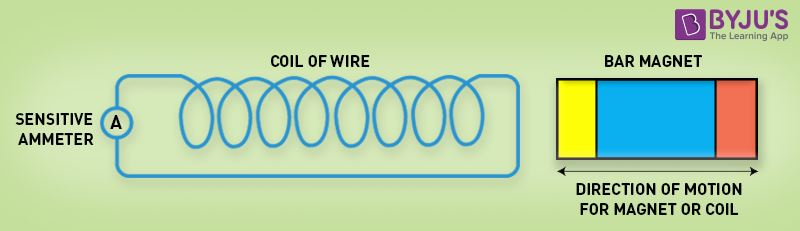 BYJU'S
The Learning App
COIL OF WIRE
BAR MAGNET
SENSITIVE
AMMETER
A
DIRECTION OF MOTION
FOR MAGNET OR COIL